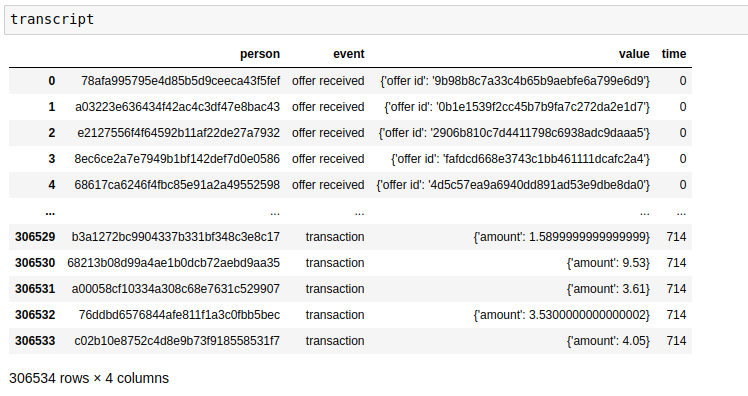 transcript
person event value time
0 78afa995795e4d85b5d9ceeca43f5fef offer received {'offer id': '9b98b8c7a33c4b65b9aebfe6a799e6d9'} 0
1 a03223e636434f42ac4c3df47e8bac43 offer received {'offer id': '0b1e1539f2cc45b7b9fa7c272da2e1d7'} 0
2 e2127556f4f64592b11af22de27a7932 offer received {'offer id': '2906b810c7d4411798c6938adc9daaa5'} 0
3 8ec6ce2a7e7949b1bf142def7d0e0586 offer received {'offer id': 'fafdcd668e3743c1bb461111dcafc2a4'} 0
4 68617ca6246f4fbc85e91a2a49552598 offer received {'offer id': '4d5c57ea9a6940dd891ad53e9dbe8da0'} 0
... ... ... ... ...
306529 b3a1272bc9904337b331bf348c3e8c17 transaction {'amount': 1.5899999999999999} 714
306530 68213b08d99a4ae1b0dcb72aebd9aa35 transaction {'amount': 9.53} 714
306531 a00058cf10334a308c68e7631c529907 transaction {'amount': 3.61} 714
306532 76ddbd6576844afe811f1a3c0fbb5bec transaction {'amount': 3.5300000000000002} 714
306533 c02b10e8752c4d8e9b73f918558531f7 transaction {'amount': 4.05} 714
306534 rows × 4 columns